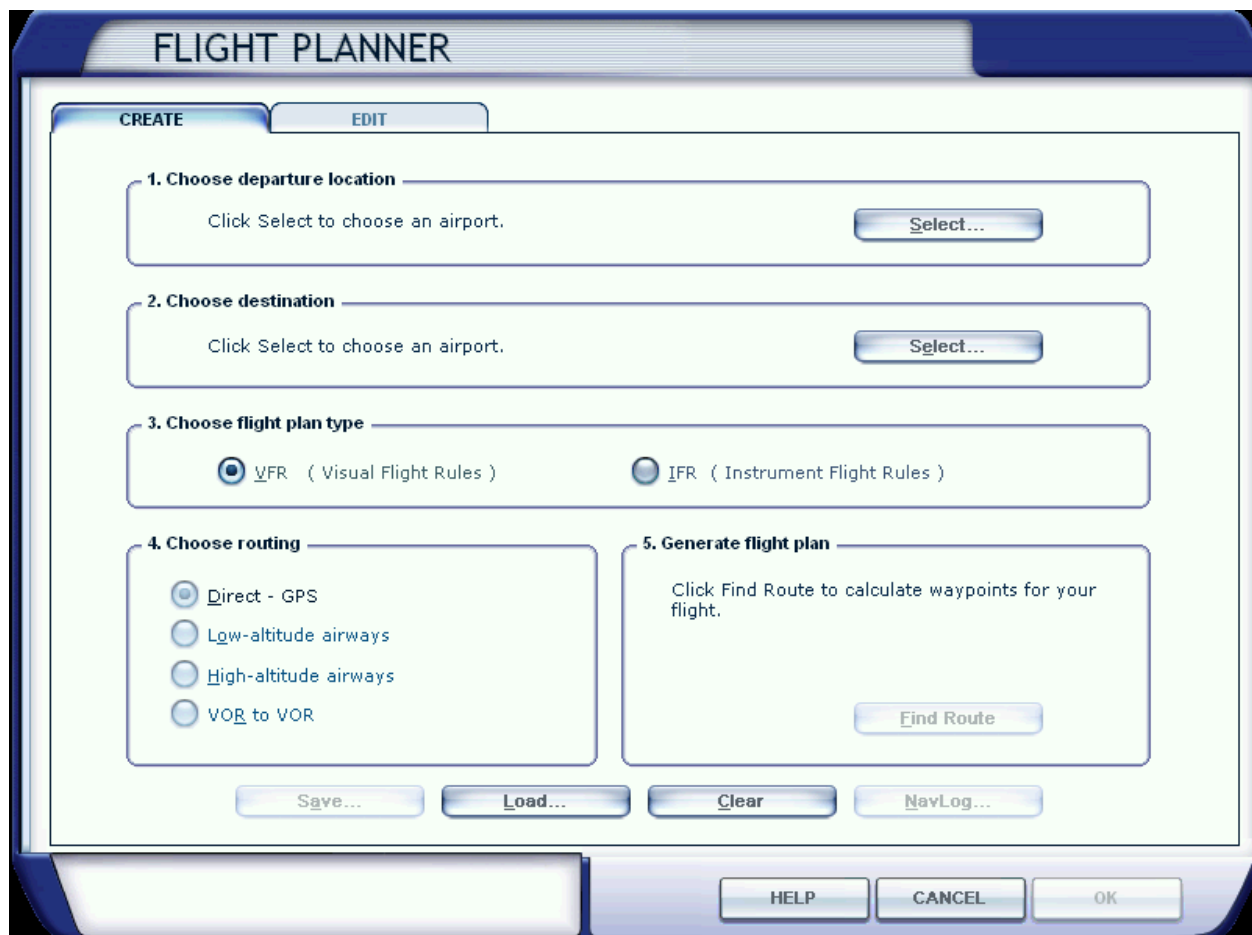 FLIGHT PLANNER
CREATE
EDIT
1. Choose departure location
Click Select to choose an airport.
Select...
2. Choose destination
Click Select to choose an airport.
Select...
3. Choose flight plan type
VFR ( Visual Flight Rules )
IFR ( Instrument Flight Rules )
4. Choose routing
Direct - GPS
Low-altitude airways
High-altitude airways
VOR to VOR
5. Generate flight plan
Click Find Route to calculate waypoints for your
flight.
Find Route
Save...
Load...
Clear
NavLog...
HELP
CANCEL
OK